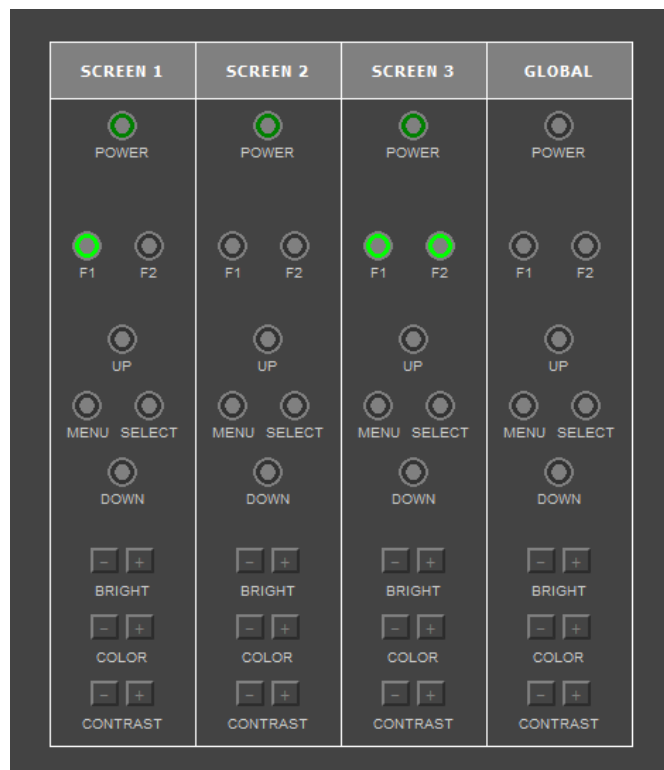 SCREEN 1 SCREEN 2 SCREEN 3 GLOBAL
POWER POWER POWER POWER
F1 F2 F1 F2 F1 F2 F1 F2
UP UP UP UP
MENU SELECT MENU SELECT MENU SELECT MENU SELECT
DOWN DOWN DOWN DOWN
- + - + - + - +
BRIGHT BRIGHT BRIGHT BRIGHT
- + - + - + - +
COLOR COLOR COLOR COLOR
- + - + - + - +
CONTRAST CONTRAST CONTRAST CONTRAST